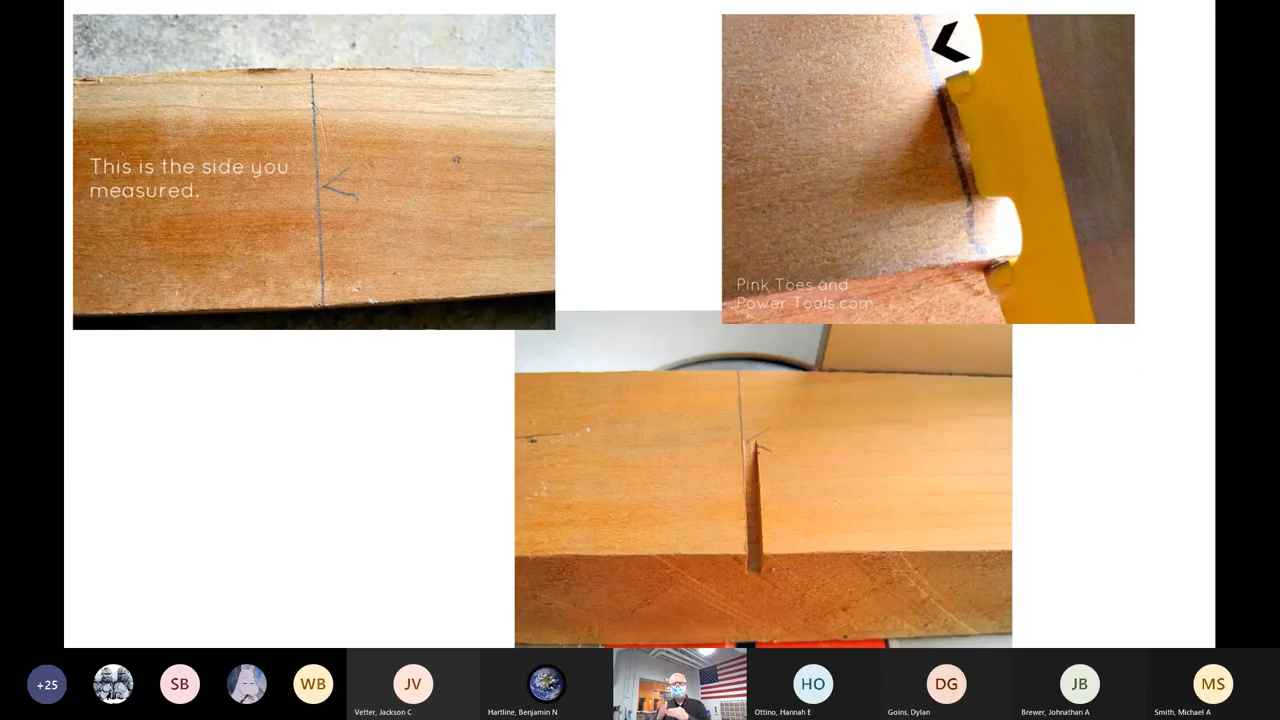 This is the side you
measured.
Pink Toes and
Power Tools.com
+25
SB
WB
JV
HO
DG
JB
MS
Vetter, Jackson C
Hartline, Benjamin N
Ottino, Hannah E
Goins, Dylan
Brewer, Johnathan A
Smith, Michael A